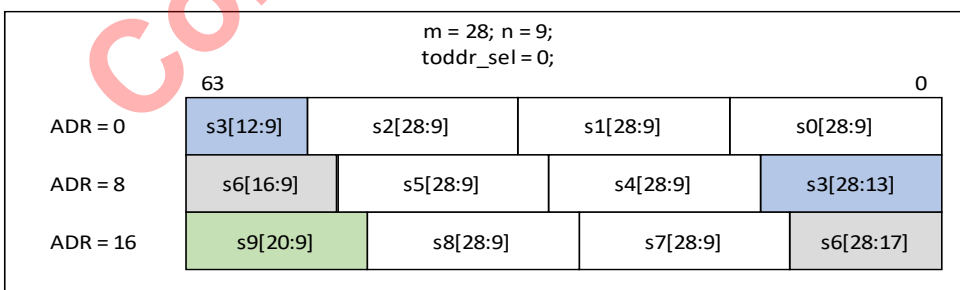 m = 28; n = 9;
toddr_sel = 0;
63 0
ADR = 0 s3[12:9] s2[28:9] s1[28:9] s0[28:9]
ADR = 8 s6[16:9] s5[28:9] s4[28:9] s3[28:13]
ADR = 16 s9[20:9] s8[28:9] s7[28:9] s6[28:17]